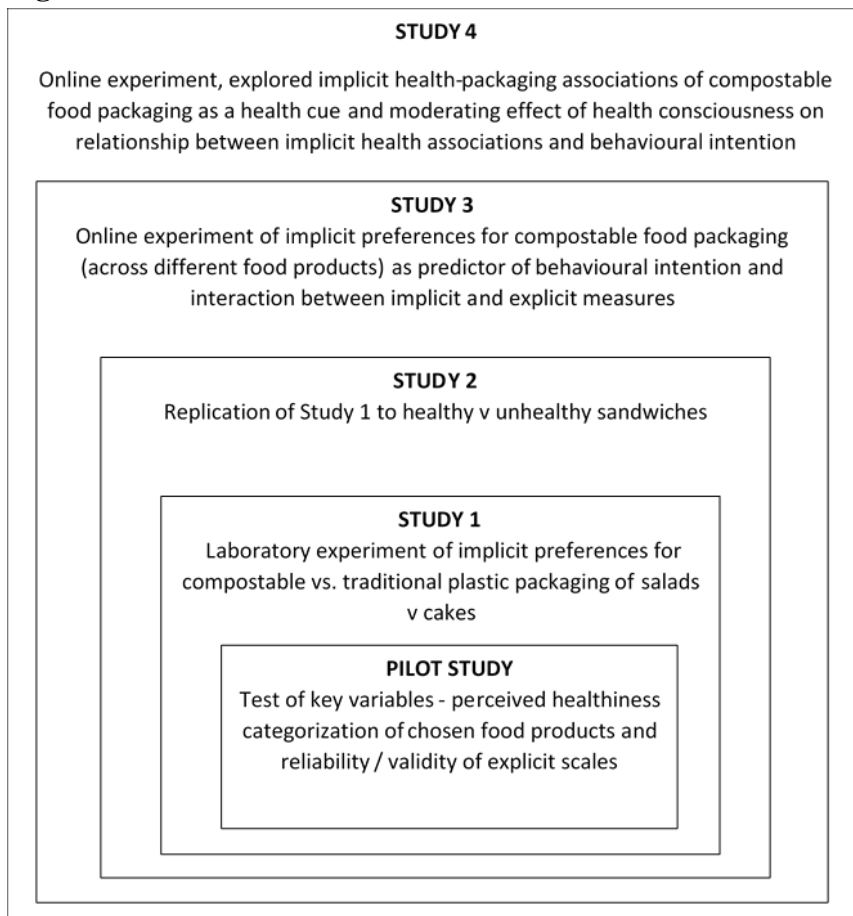 STUDY 4
Online experiment, explored implicit health-packaging associations of compostable
food packaging as a health cue and moderating effect of health consciousness on
relationship between implicit health associations and behavioural intention
STUDY 3
Online experiment of implicit preferences for compostable food packaging
(across different food products) as predictor of behavioural intention and
interaction between implicit and explicit measures
STUDY 2
Replication of Study 1 to healthy v unhealthy sandwiches
STUDY 1
Laboratory experiment of implicit preferences for
compostable vs. traditional plastic packaging of salads
v cakes
PILOT STUDY
Test of key variables - perceived healthiness
categorization of chosen food products and
reliability / validity of explicit scales